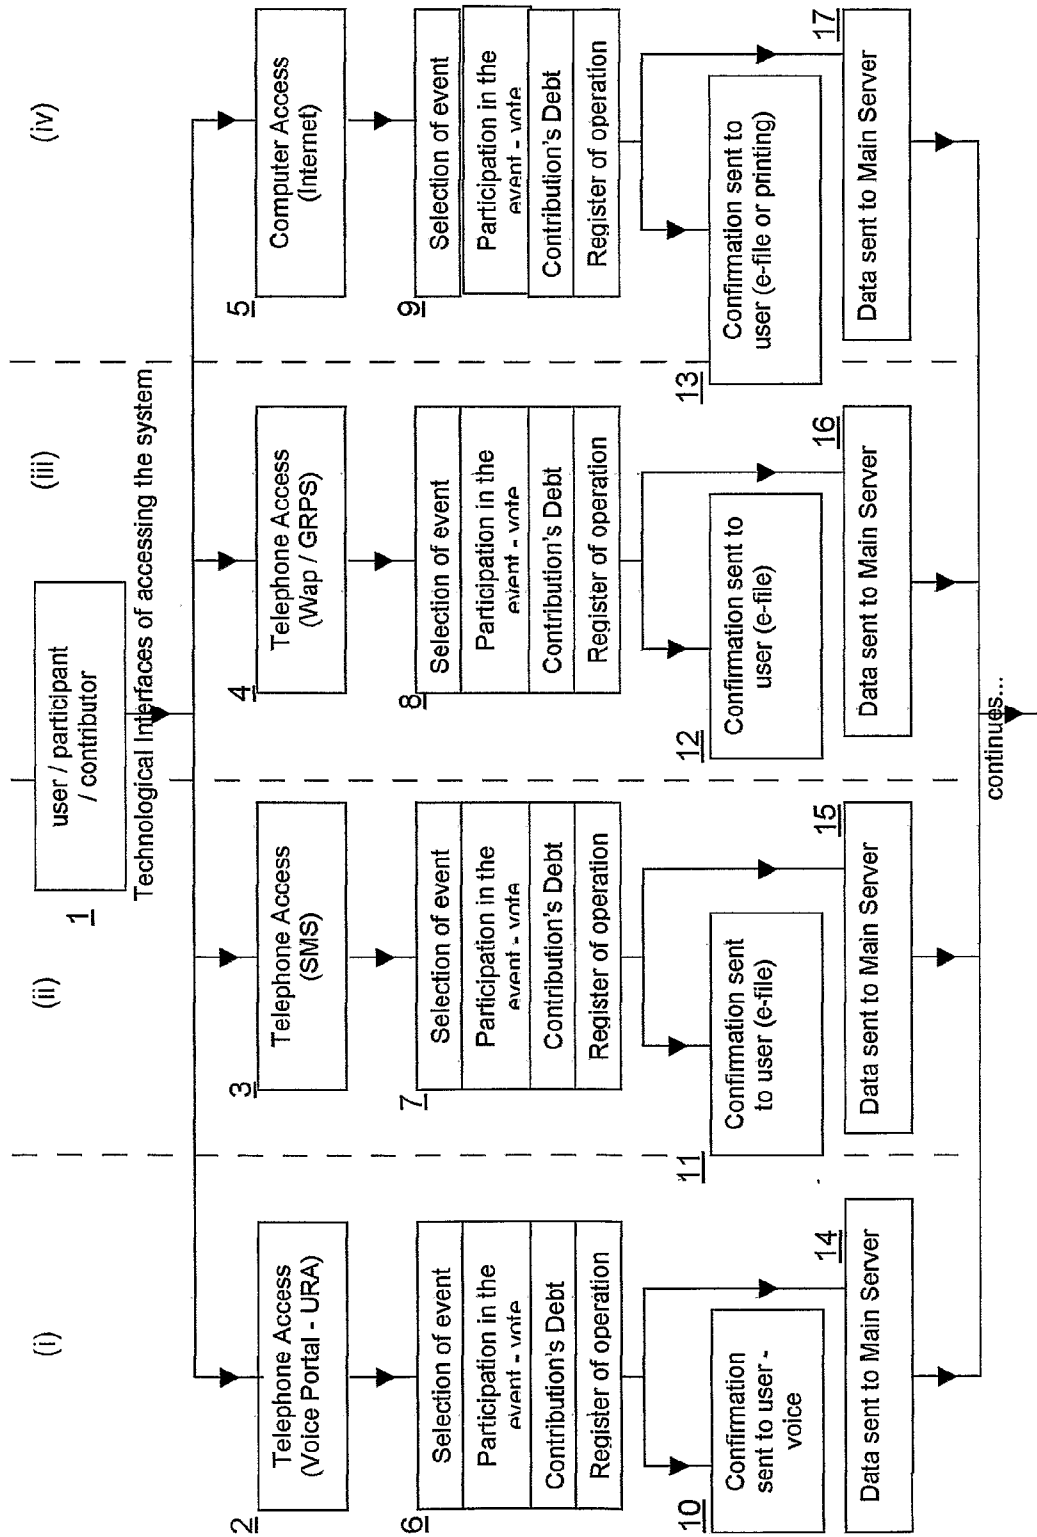 (i)
(ii)
(iii)
(iv)
1
user / participant
/ contributor
Technological Interfaces of accessing the system
2
Telephone Access
(Voice Portal - URA)
3
Telephone Access
(SMS)
4
Telephone Access
(Wap / GRPS)
5
Computer Access
(Internet)
6
Selection of event
Participation in the
event - vote
Contribution's Debt
Register of operation
7
Selection of event
Participation in the
event - vote
Contribution's Debt
Register of operation
8
Selection of event
Participation in the
event - vote
Contribution's Debt
Register of operation
9
Selection of event
Participation in the
event - vote
Contribution's Debt
Register of operation
10
Confirmation
sent to user -
voice
11
Confirmation sent
to user (e-file)
12
Confirmation sent to
user (e-file)
13
Confirmation sent to
user (e-file or printing)
14
Data sent to Main Server
15
Data sent to Main Server
16
Data sent to Main Server
17
Data sent to Main Server
continues...